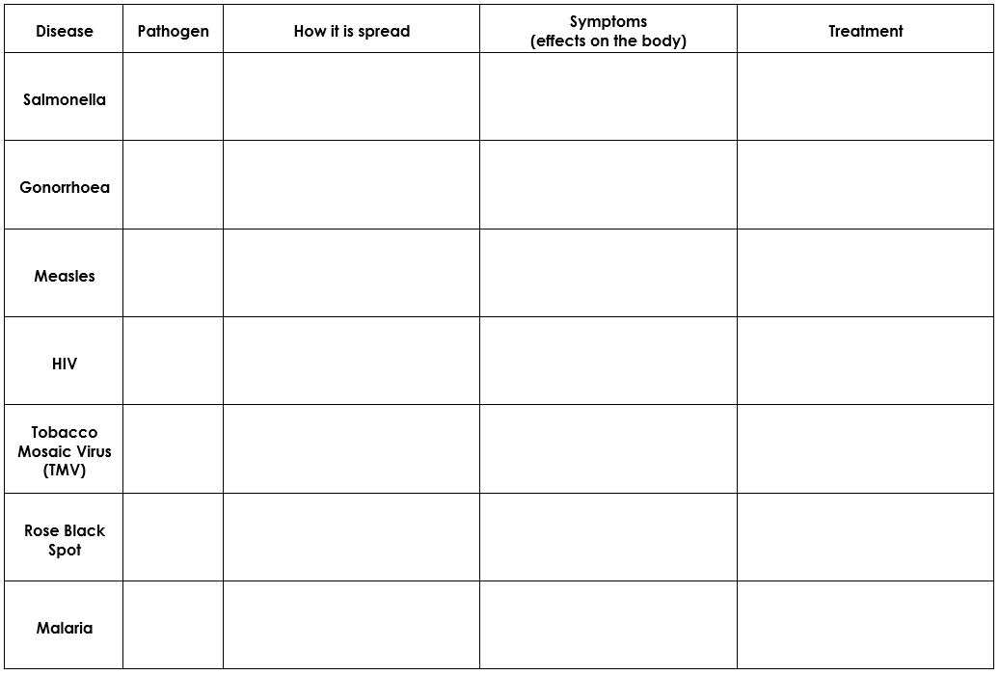 Disease
Pathogen
How it is spread
Symptoms
(effects on the body)
Treatment
Salmonella
Gonorrhoea
Measles
HIV
Tobacco
Mosaic Virus
(TMV)
Rose Black
Spot
Malaria